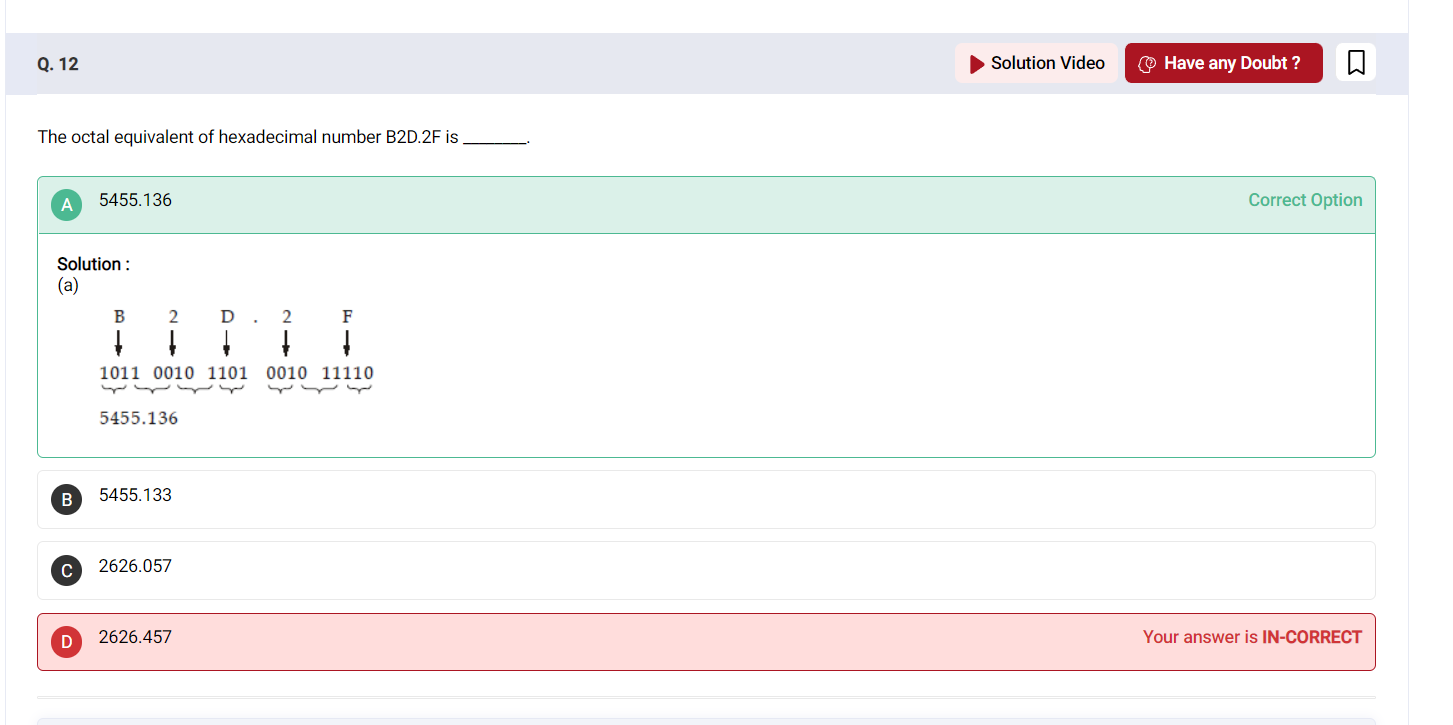 Q. 12
Solution Video
Have any Doubt ?
The octal equivalent of hexadecimal number B2D.2F is ________.
A 5455.136 Correct Option
Solution :
(a)
B 2 D . 2 F
1011 0010 1101 0010 11110
5455.136
B 5455.133
C 2626.057
D 2626.457 Your answer is IN-CORRECT